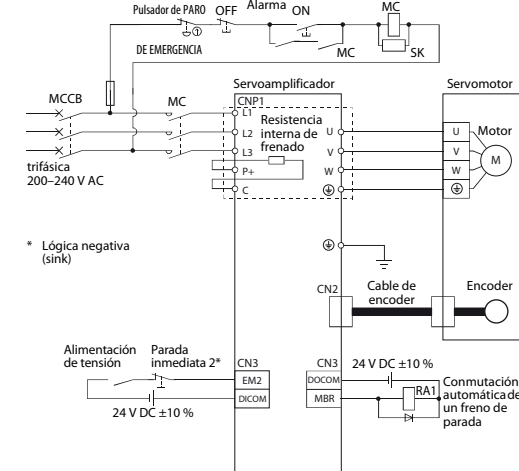 Pulsador de PARO
OFF
Alarma
ON
MC
DE EMERGENCIA
MC
SK
MCCB
MC
Servoamplificador
Servomotor
CNP1
L1
Resistencia
interna de
frenado
L2
L3
P+
C
U
V
W
U
V
W
Motor
M
trifásica
200–240 V AC
* Lógica negativa
(sink)
CN2
Cable de
encoder
Encoder
Alimentación
de tensión
Parada
inmediata 2*
CN3
EM2
DICOM
24 V DC ±10 %
CN3
DOCOM
MBR
24 V DC ±10 %
RA1
Conmutación
automática de
un freno de
parada